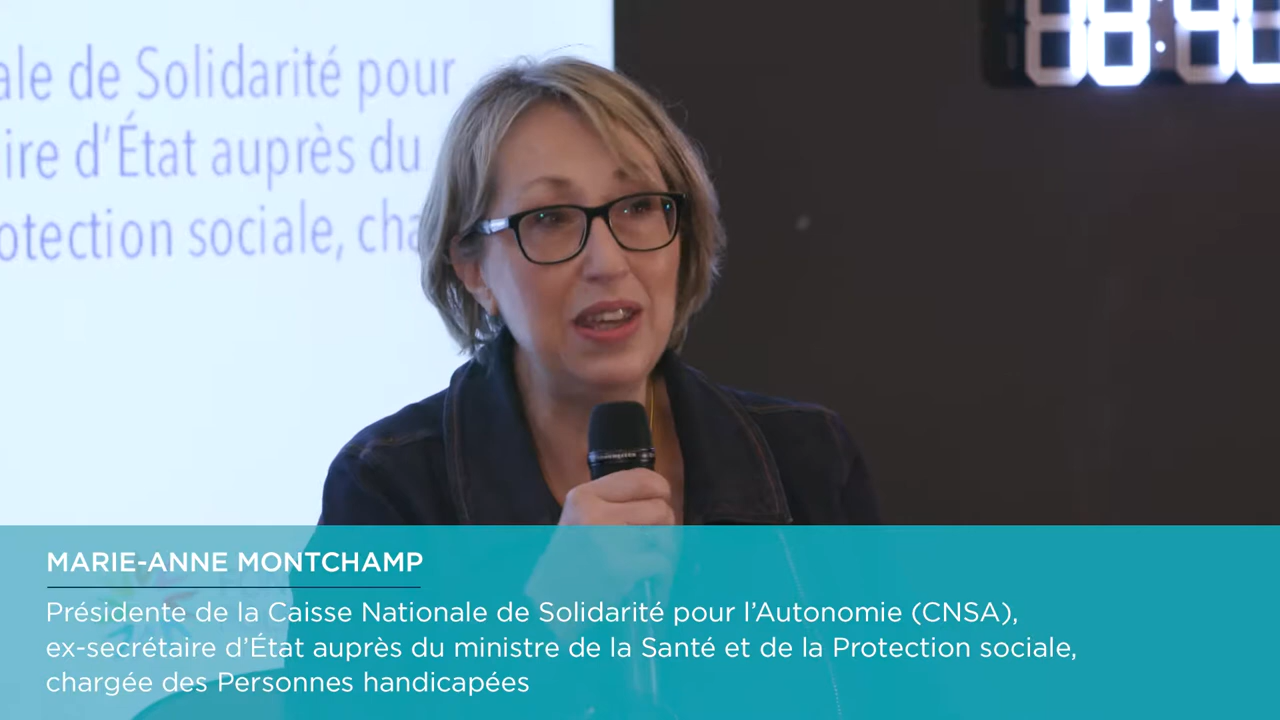 ale de Solidarité pour
ire d'État auprès du
otection sociale, cha
MARIE-ANNE MONTCHAMP
Présidente de la Caisse Nationale de Solidarité pour l'Autonomie (CNSA),
ex-secrétaire d'État auprès du ministre de la Santé et de la Protection sociale,
chargée des Personnes handicapées